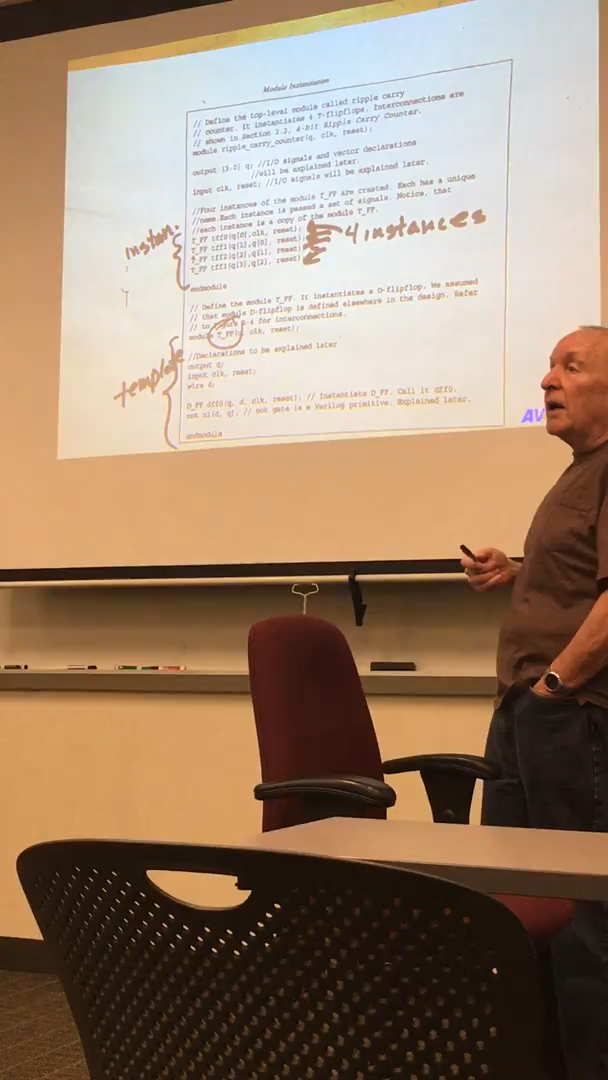 Module Instantiation
// Define the top-level module called ripple carry
// counter. It instantiates 4 T-flipflops. Interconnections are
// shown in Section 2.2, 4-bit Ripple Carry Counter.
module ripple_carry_counter(q, clk, reset);
output [3:0] q; //I/O signals and vector declarations
//will be explained later.
input clk, reset; //I/O signals will be explained later.
//Four instances of the module T_FF are created. Each has a unique
//name.Each instance is passed a set of signals. Notice, that
//each instance is a copy of the module T_FF.
T_FF tff0(q[0],clk, reset);
T_FF tff1(q[1],q[0], reset);
T_FF tff2(q[2],q[1], reset);
T_FF tff3(q[3],q[2], reset);
instan.
4 instances
endmodule
// Define the module T_FF. It instantiates a D-flipflop. We assumed
// that module D-flipflop is defined elsewhere in the design. Refer
// to 2-4 for interconnections.
module T_FF(q, clk, reset);
//Declarations to be explained later
output q;
input clk, reset;
wire d;
template
D_FF dff0(q, d, clk, reset); // Instantiate D_FF. Call it dff0.
not n1(d, q); // not gate is a Verilog primitive. Explained later.
endmodule
AV